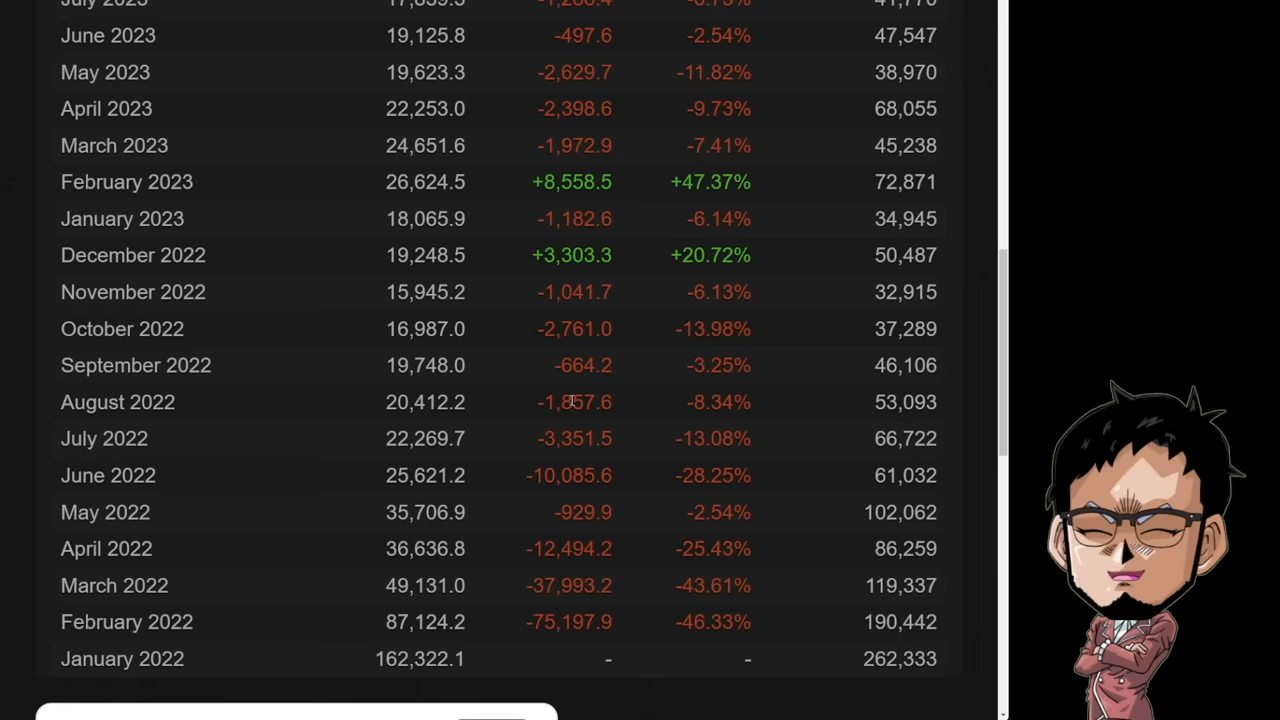 June 2023 19,125.8 -497.6 -2.54% 47,547
May 2023 19,623.3 -2,629.7 -11.82% 38,970
April 2023 22,253.0 -2,398.6 -9.73% 68,055
March 2023 24,651.6 -1,972.9 -7.41% 45,238
February 2023 26,624.5 +8,558.5 +47.37% 72,871
January 2023 18,065.9 -1,182.6 -6.14% 34,945
December 2022 19,248.5 +3,303.3 +20.72% 50,487
November 2022 15,945.2 -1,041.7 -6.13% 32,915
October 2022 16,987.0 -2,761.0 -13.98% 37,289
September 2022 19,748.0 -664.2 -3.25% 46,106
August 2022 20,412.2 -1,857.6 -8.34% 53,093
July 2022 22,269.7 -3,351.5 -13.08% 66,722
June 2022 25,621.2 -10,085.6 -28.25% 61,032
May 2022 35,706.9 -929.9 -2.54% 102,062
April 2022 36,636.8 -12,494.2 -25.43% 86,259
March 2022 49,131.0 -37,993.2 -43.61% 119,337
February 2022 87,124.2 -75,197.9 -46.33% 190,442
January 2022 162,322.1 - - 262,333